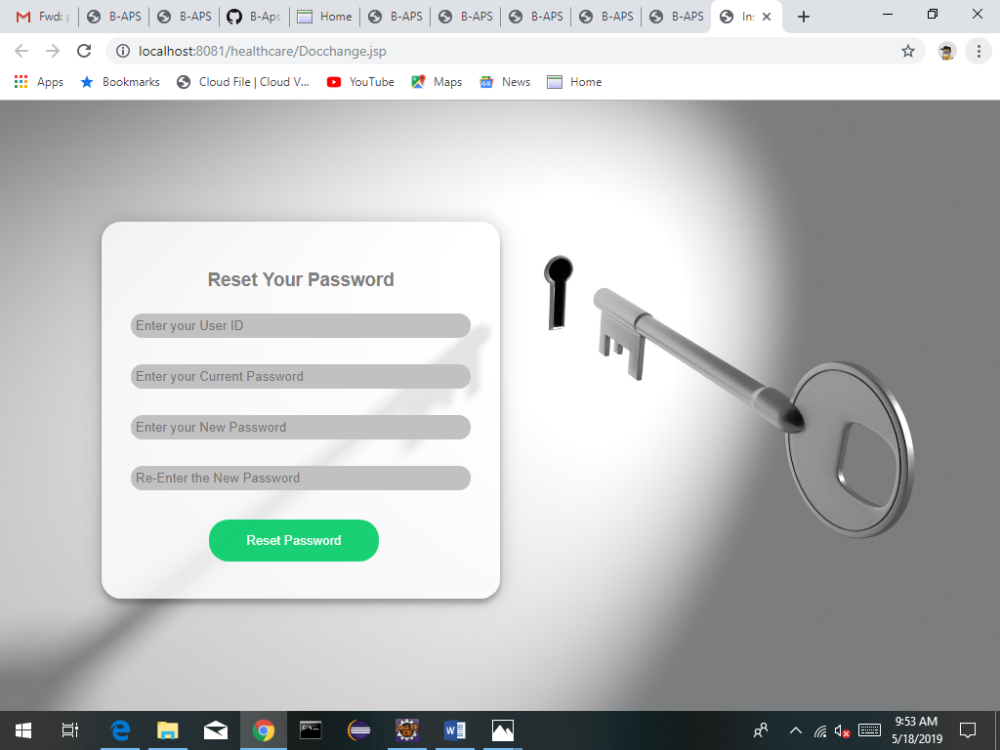 Fwd: B-APS B-APS B-Aps Home B-APS B-APS B-APS B-APS B-APS
localhost:8081/healthcare/Docchange.jsp
Apps Bookmarks Cloud File | Cloud V... YouTube Maps News Home
Reset Your Password
Enter your User ID
Enter your Current Password
Enter your New Password
Re-Enter the New Password
Reset Password
9:53 AM
5/18/2019